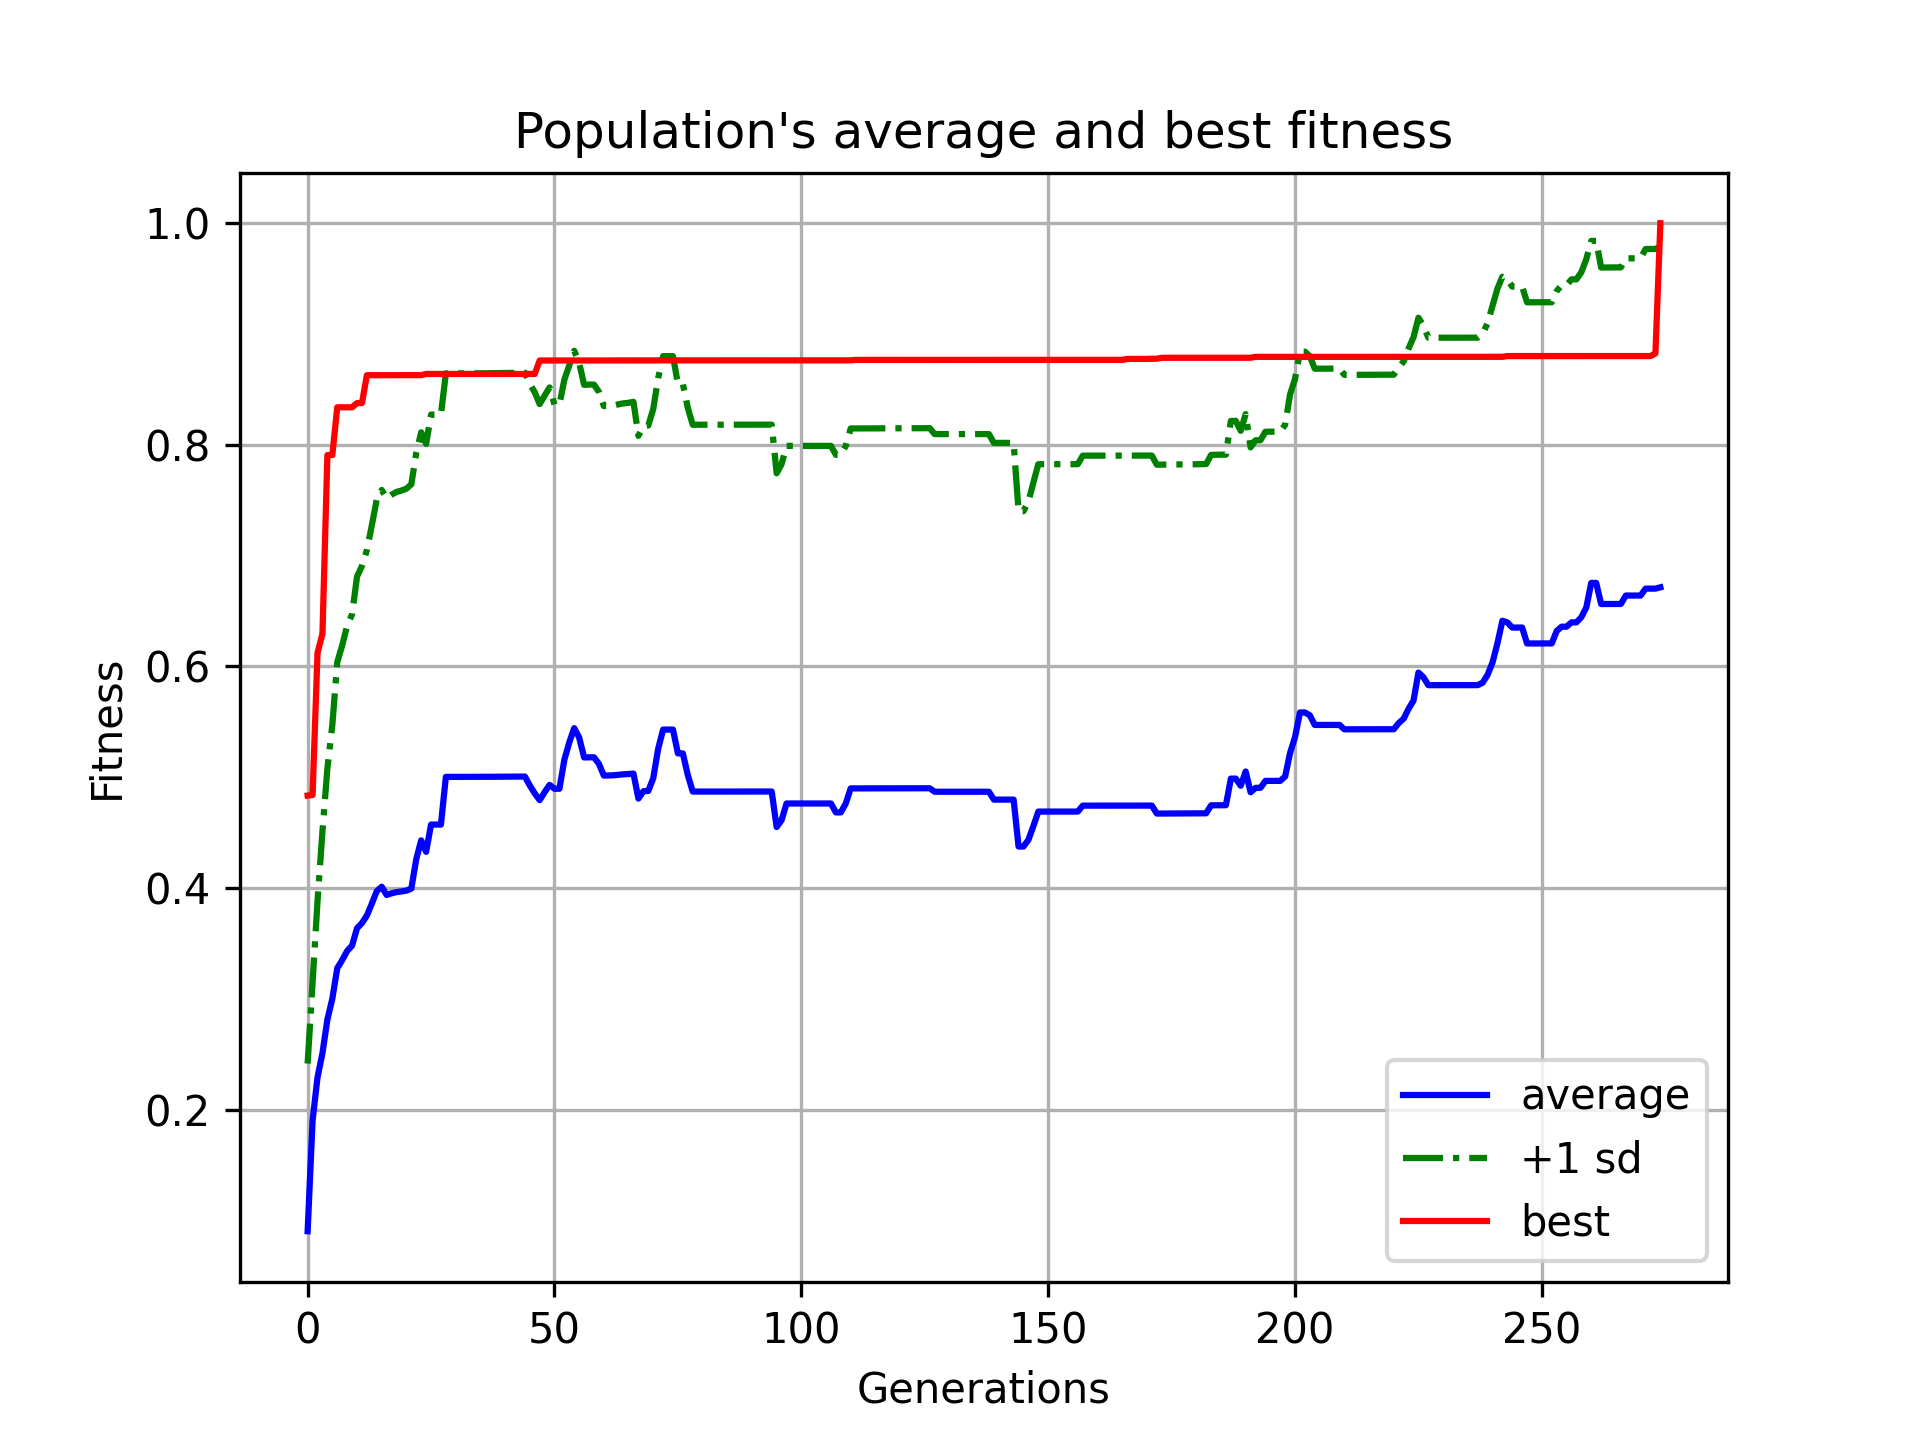 Population's average and best fitness
1.0
0.8
0.6
0.4
0.2
Fitness
0 50 100 150 200 250
Generations
average
+1 sd
best